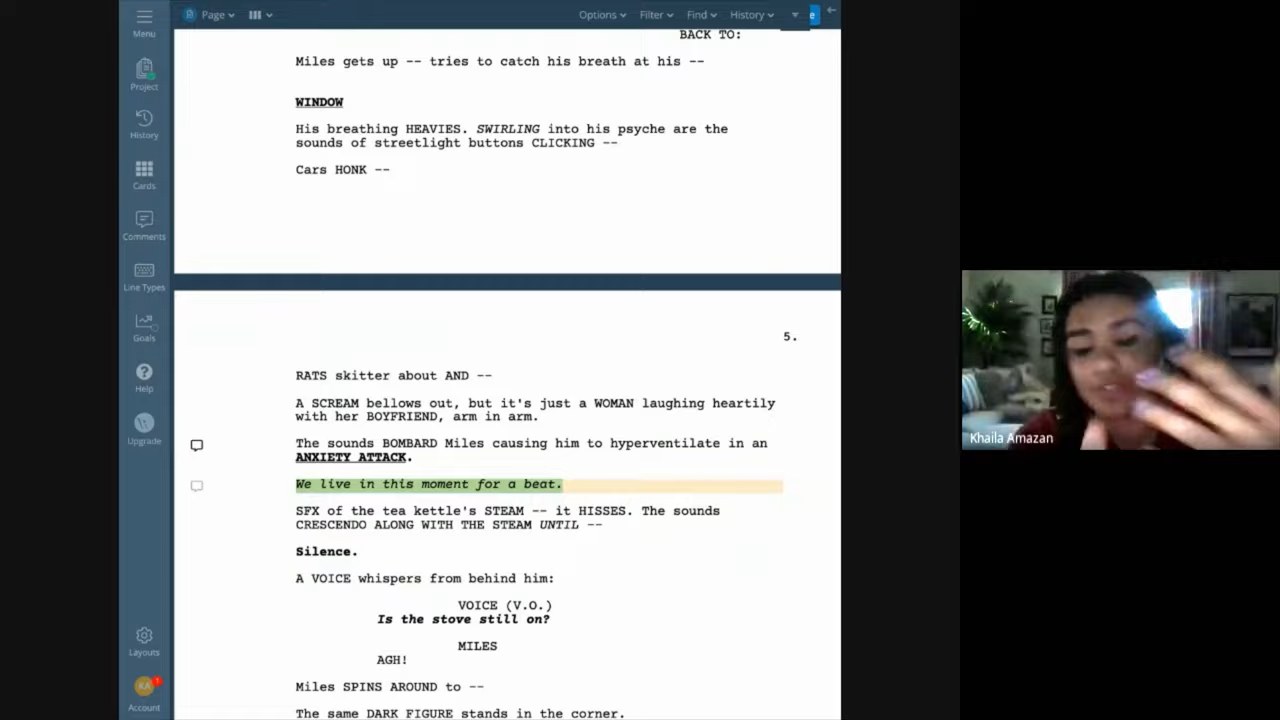 Menu
Project
History
Cards
Comments
Line Types
Goals
Help
Upgrade
Layouts
KA 1
Account
Page
Options Filter Find History
BACK TO:
Miles gets up -- tries to catch his breath at his --
WINDOW
His breathing HEAVIES. SWIRLING into his psyche are the
sounds of streetlight buttons CLICKING --
Cars HONK --
5.
RATS skitter about AND --
A SCREAM bellows out, but it's just a WOMAN laughing heartily
with her BOYFRIEND, arm in arm.
The sounds BOMBARD Miles causing him to hyperventilate in an
ANXIETY ATTACK.
We live in this moment for a beat.
SFX of the tea kettle's STEAM -- it HISSES. The sounds
CRESCENDO ALONG WITH THE STEAM UNTIL --
Silence.
A VOICE whispers from behind him:
VOICE (V.O.)
Is the stove still on?
MILES
AGH!
Miles SPINS AROUND to --
The same DARK FIGURE stands in the corner.
Khaila Amazan